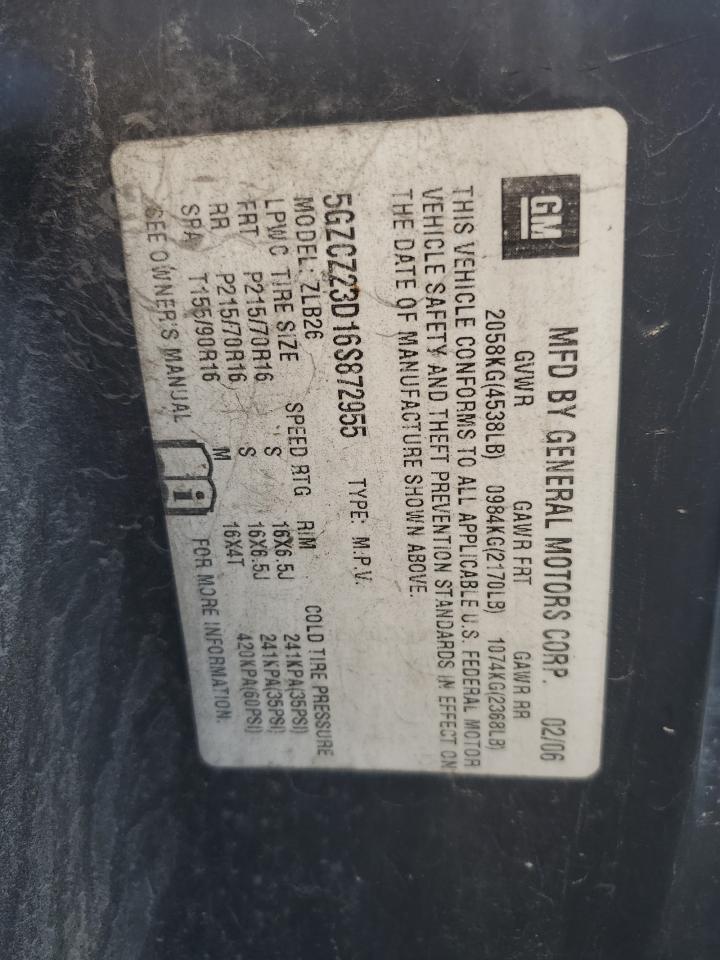 GM
MFD BY GENERAL MOTORS CORP. 02/06
GVWR GAWR FRT GAWR RR
2058KG(4538LB) 0984KG(2170LB) 1074KG(2368LB)
THIS VEHICLE CONFORMS TO ALL APPLICABLE U.S. FEDERAL MOTOR
VEHICLE SAFETY AND THEFT PREVENTION STANDARDS IN EFFECT ON
THE DATE OF MANUFACTURE SHOWN ABOVE.
5GZCZ23D16S872955 TYPE: M.P.V.
MODEL: ZLB26
LPWC TIRE SIZE SPEED RTG RIM COLD TIRE PRESSURE
FRT P215/70R16 S 16X6.5J 241KPA(35PSI)
RR P215/70R16 S 16X6.5J 241KPA(35PSI)
SPA T155/90R16 M 16X4T 420KPA(60PSI)
SEE OWNER'S MANUAL i FOR MORE INFORMATION.